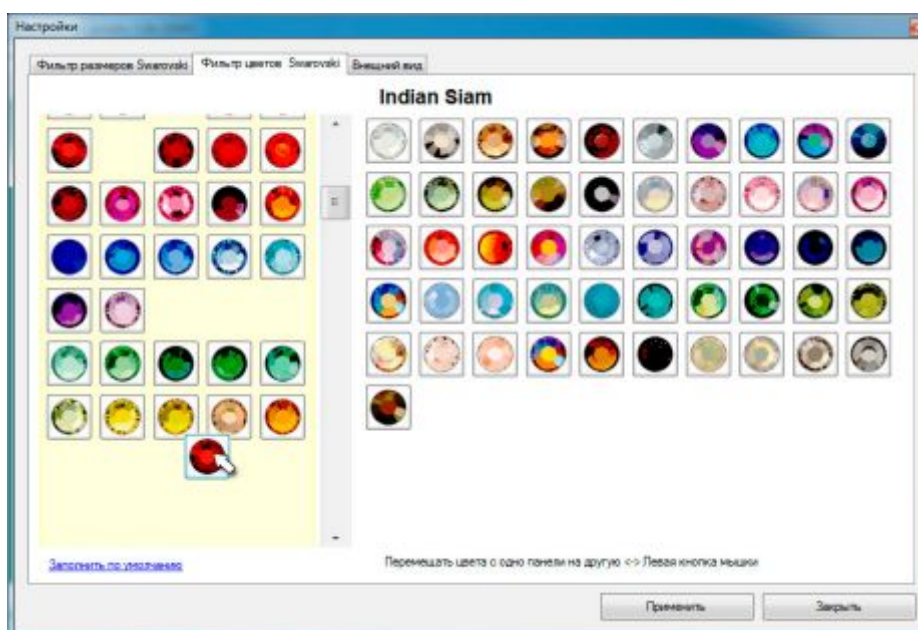 Настройки
Фильтр размеров Swarovski Фильтр цветов Swarovski Внешний вид
Indian Siam
Заполнить по умолчанию
Перемещать цвета с одно панели на другую <-> Левая кнопка мышки
Применить Закрыть